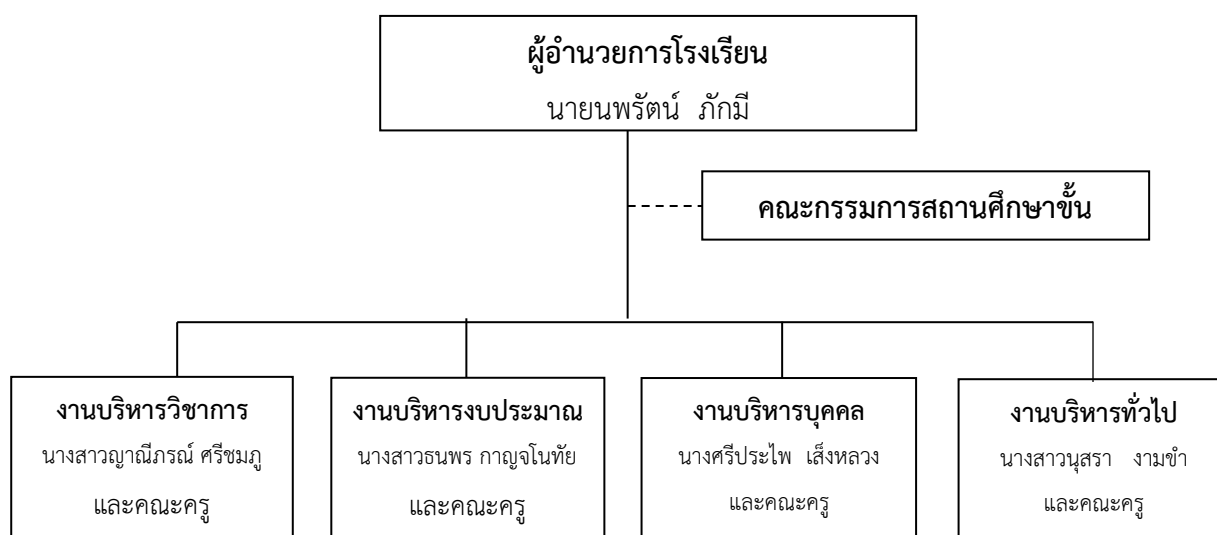 ผู้อำนวยการโรงเรียน
นายนพรัตน์ ภักมี
คณะกรรมการสถานศึกษาขั้น
งานบริหารวิชาการ
นางสาวญาณีภรณ์ ศรีชมภู
และคณะครู
งานบริหารงบประมาณ
นางสาวธนพร กาญจโนทัย
และคณะครู
งานบริหารบุคคล
นางศรีประไพ เส็งหลวง
และคณะครู
งานบริหารทั่วไป
นางสาวนุสรา งามขำ
และคณะครู